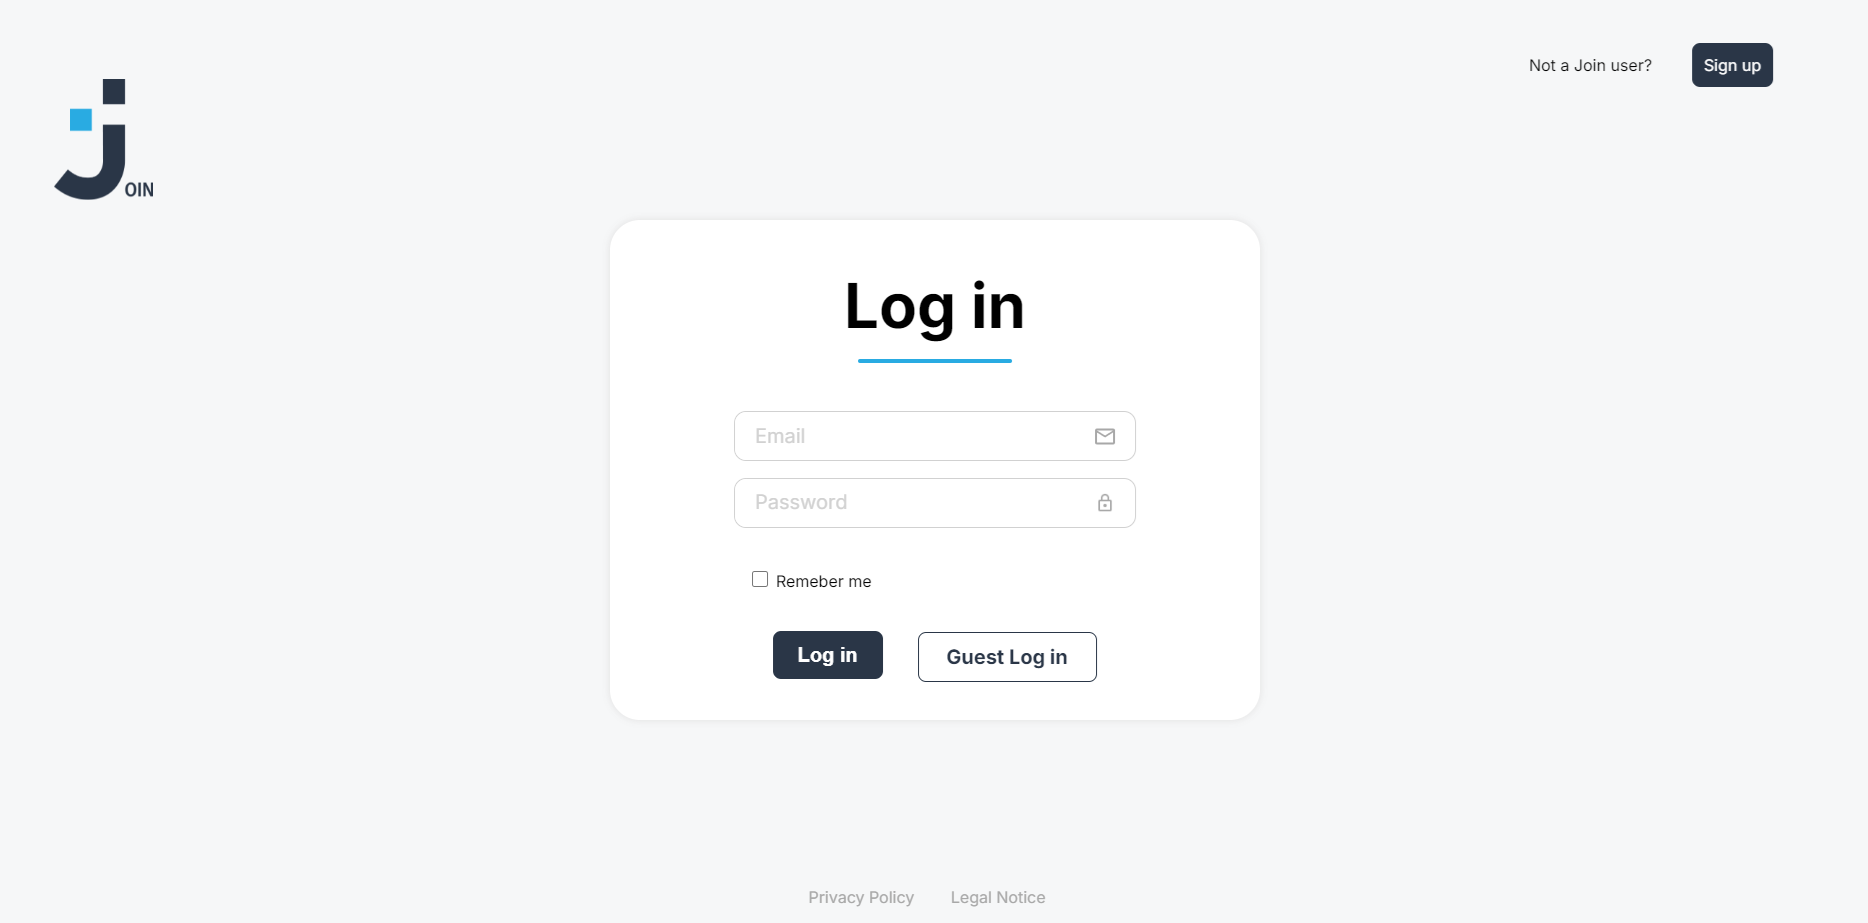 Not a Join user?
Sign up
JOIN
Log in
Email
Password
Remeber me
Log in
Guest Log in
Privacy Policy
Legal Notice